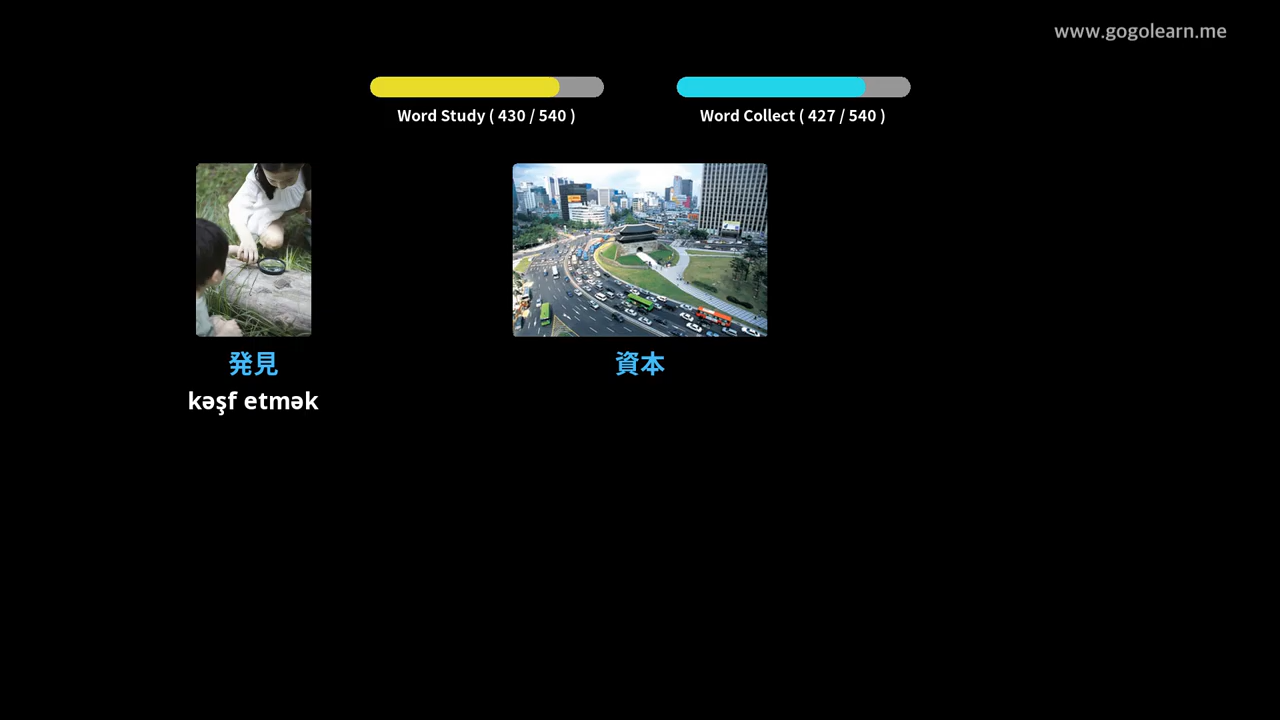 www.gogolearn.me
Word Study ( 430 / 540 )
Word Collect ( 427 / 540 )
発見
資本
kəşf etmək